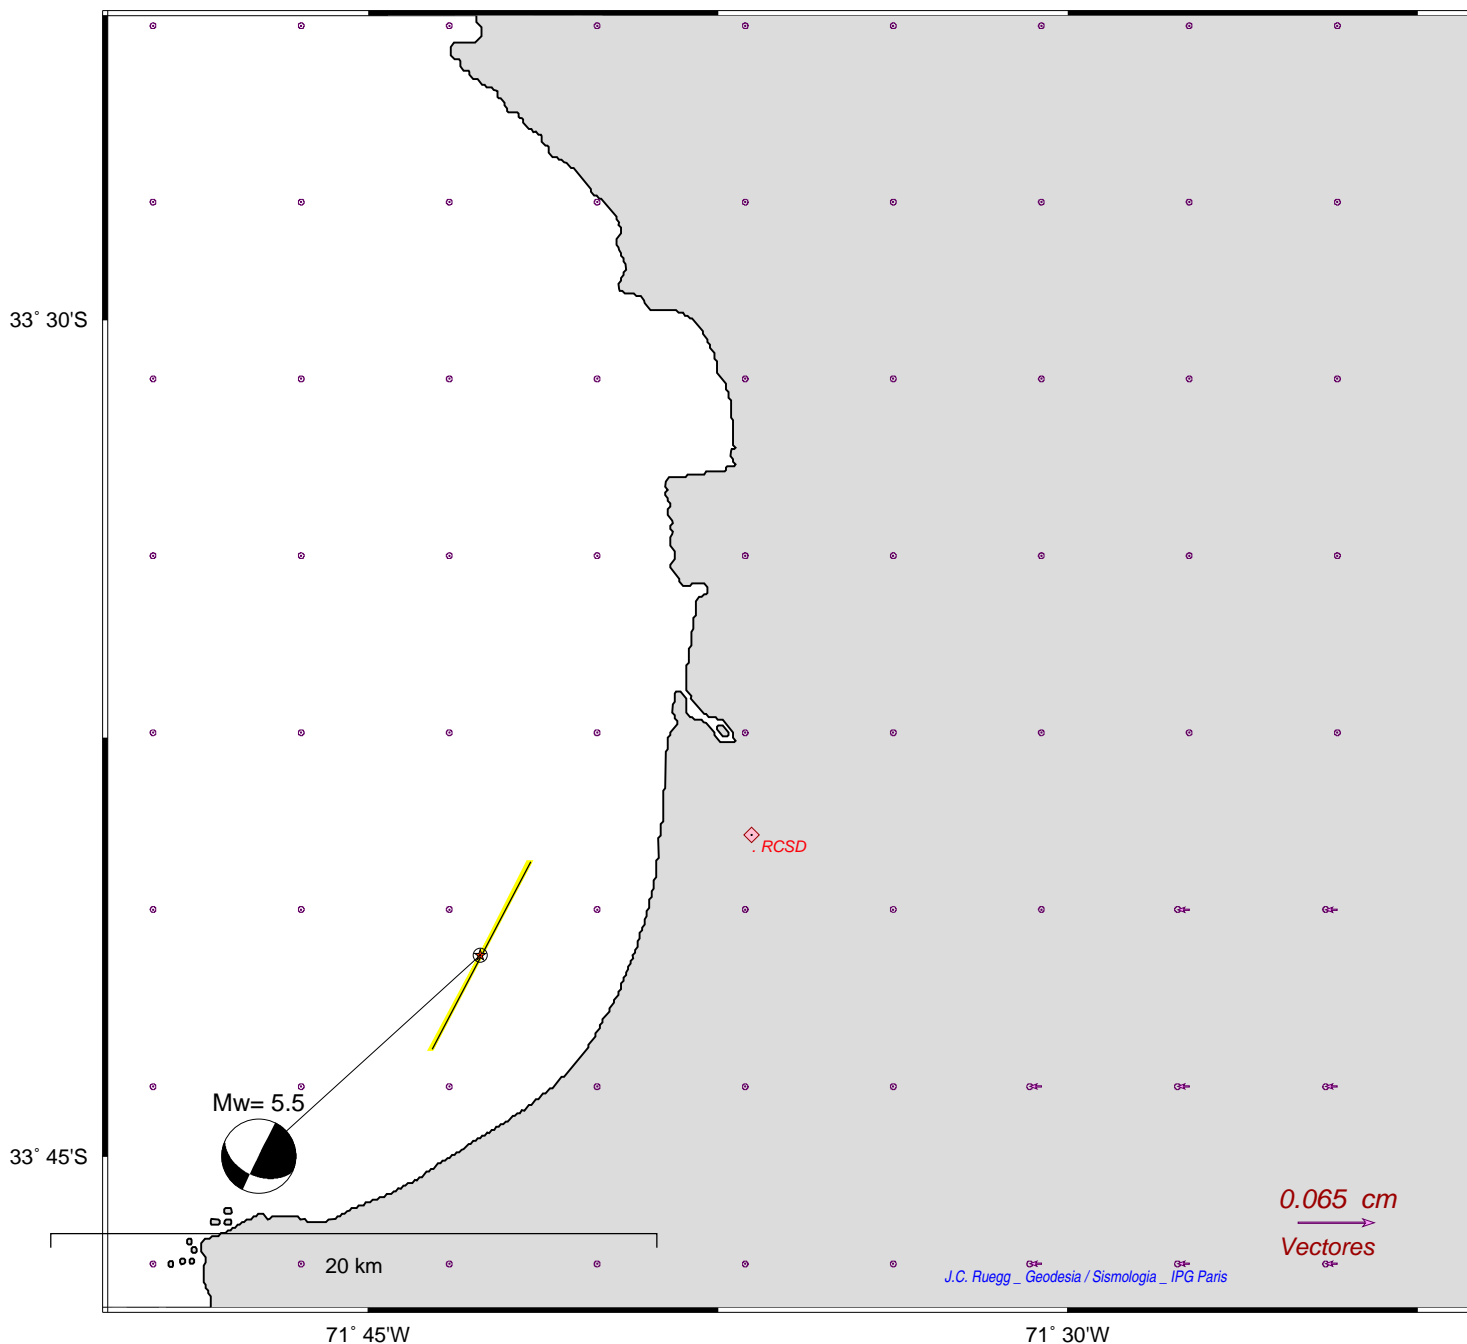 33° 30'S
. RCSD
Mw= 5.5
33° 45'S
0.065 cm
Vectores
20 km
J.C. Ruegg _ Geodesia / Sismologia _ IPG Paris
71° 45'W
71° 30'W